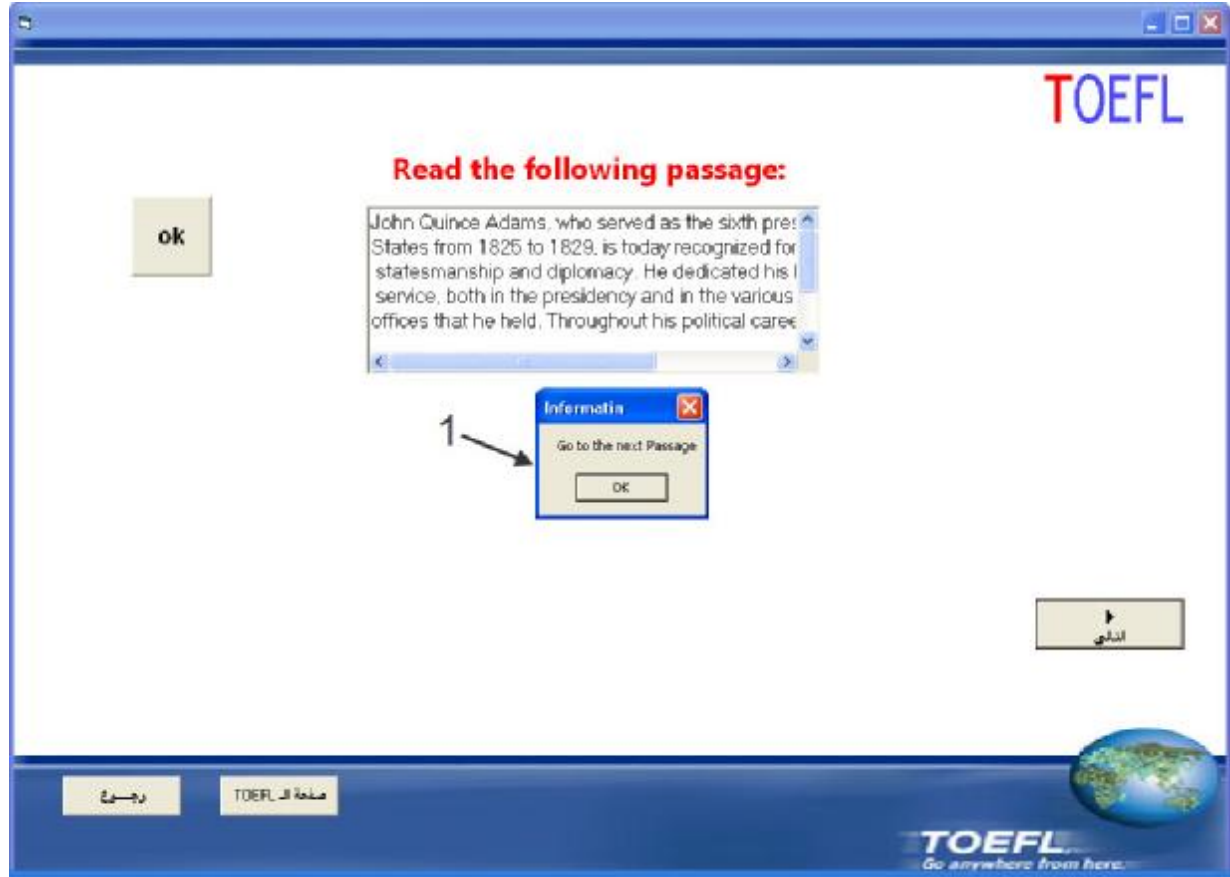 TOEFL
Read the following passage:
ok
John Quince Adams, who served as the sixth pres
States from 1825 to 1829, is today recognized for
statesmanship and diplomacy. He dedicated his l
service, both in the presidency and in the various
offices that he held. Throughout his political caree
1
Informatin
Go to the next Passage
OK
التالي
رجــوع
صفحة الـ TOEFL
TOEFL
Go anywhere from here.